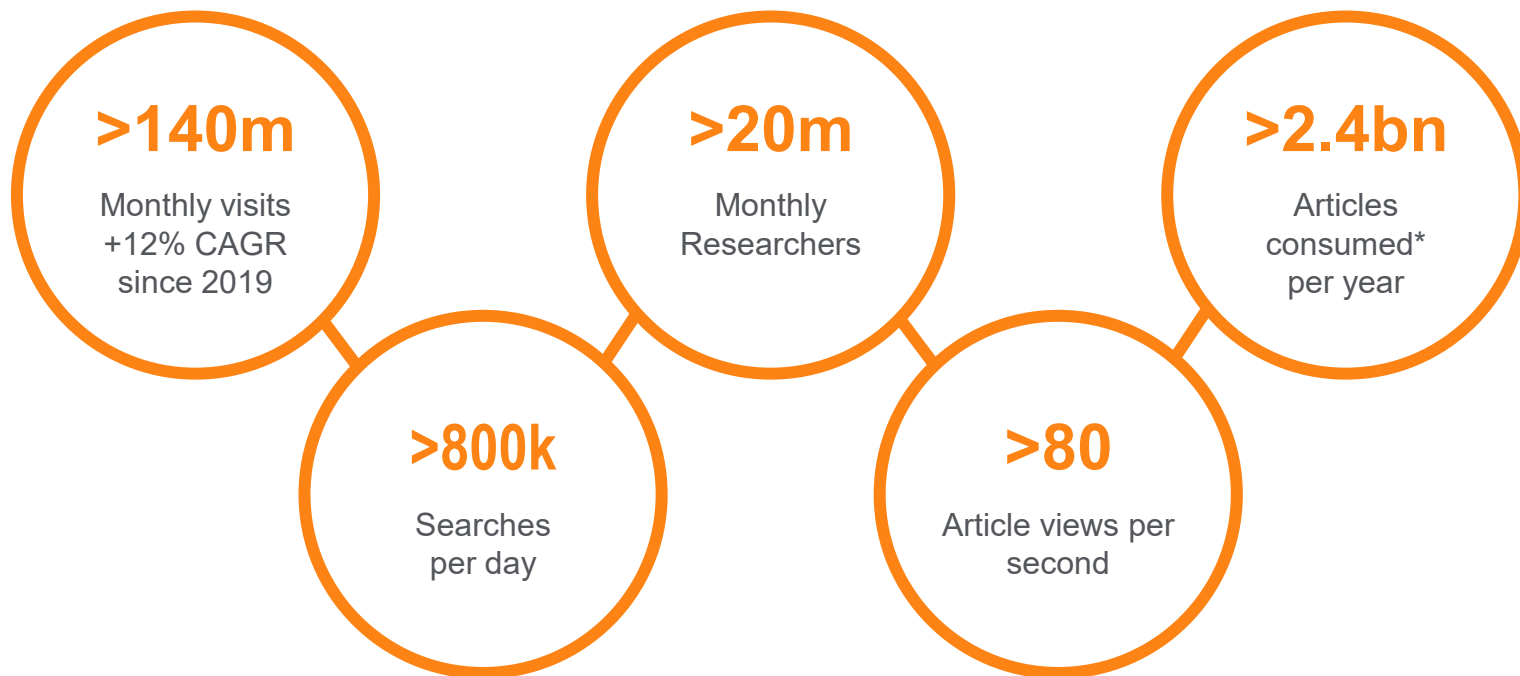 >140m
Monthly visits
+12% CAGR
since 2019
>800k
Searches
per day
>20m
Monthly
Researchers
>80
Article views per
second
>2.4bn
Articles
consumed*
per year